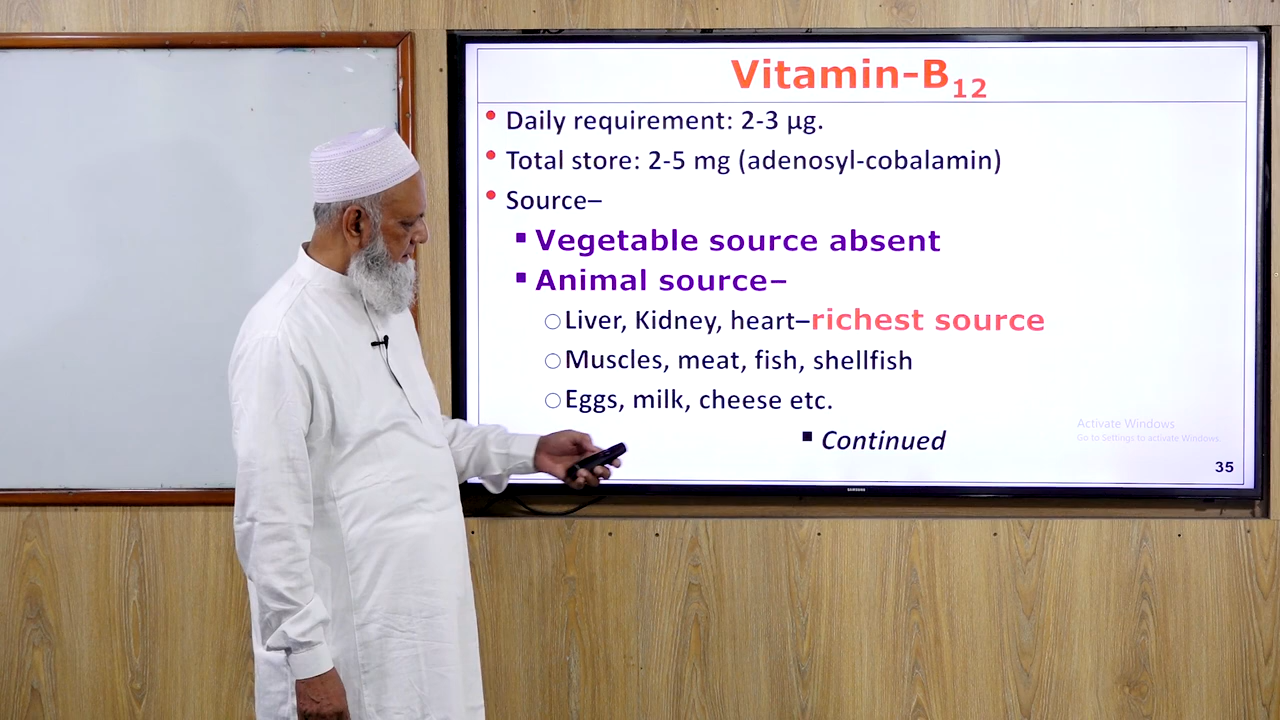 Vitamin-B₁₂
• Daily requirement: 2-3 µg.
• Total store: 2-5 mg (adenosyl-cobalamin)
• Source–
▪ Vegetable source absent
▪ Animal source–
○ Liver, Kidney, heart–richest source
○ Muscles, meat, fish, shellfish
○ Eggs, milk, cheese etc.
▪ Continued
Activate Windows
Go to Settings to activate Windows.
35
SAMSUNG